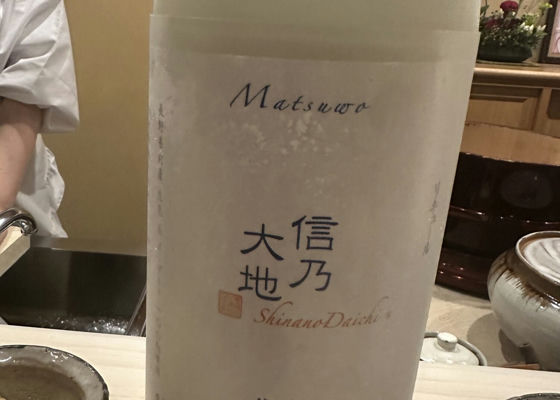 Matsuwo
信乃
大地
ShinanoDaichi